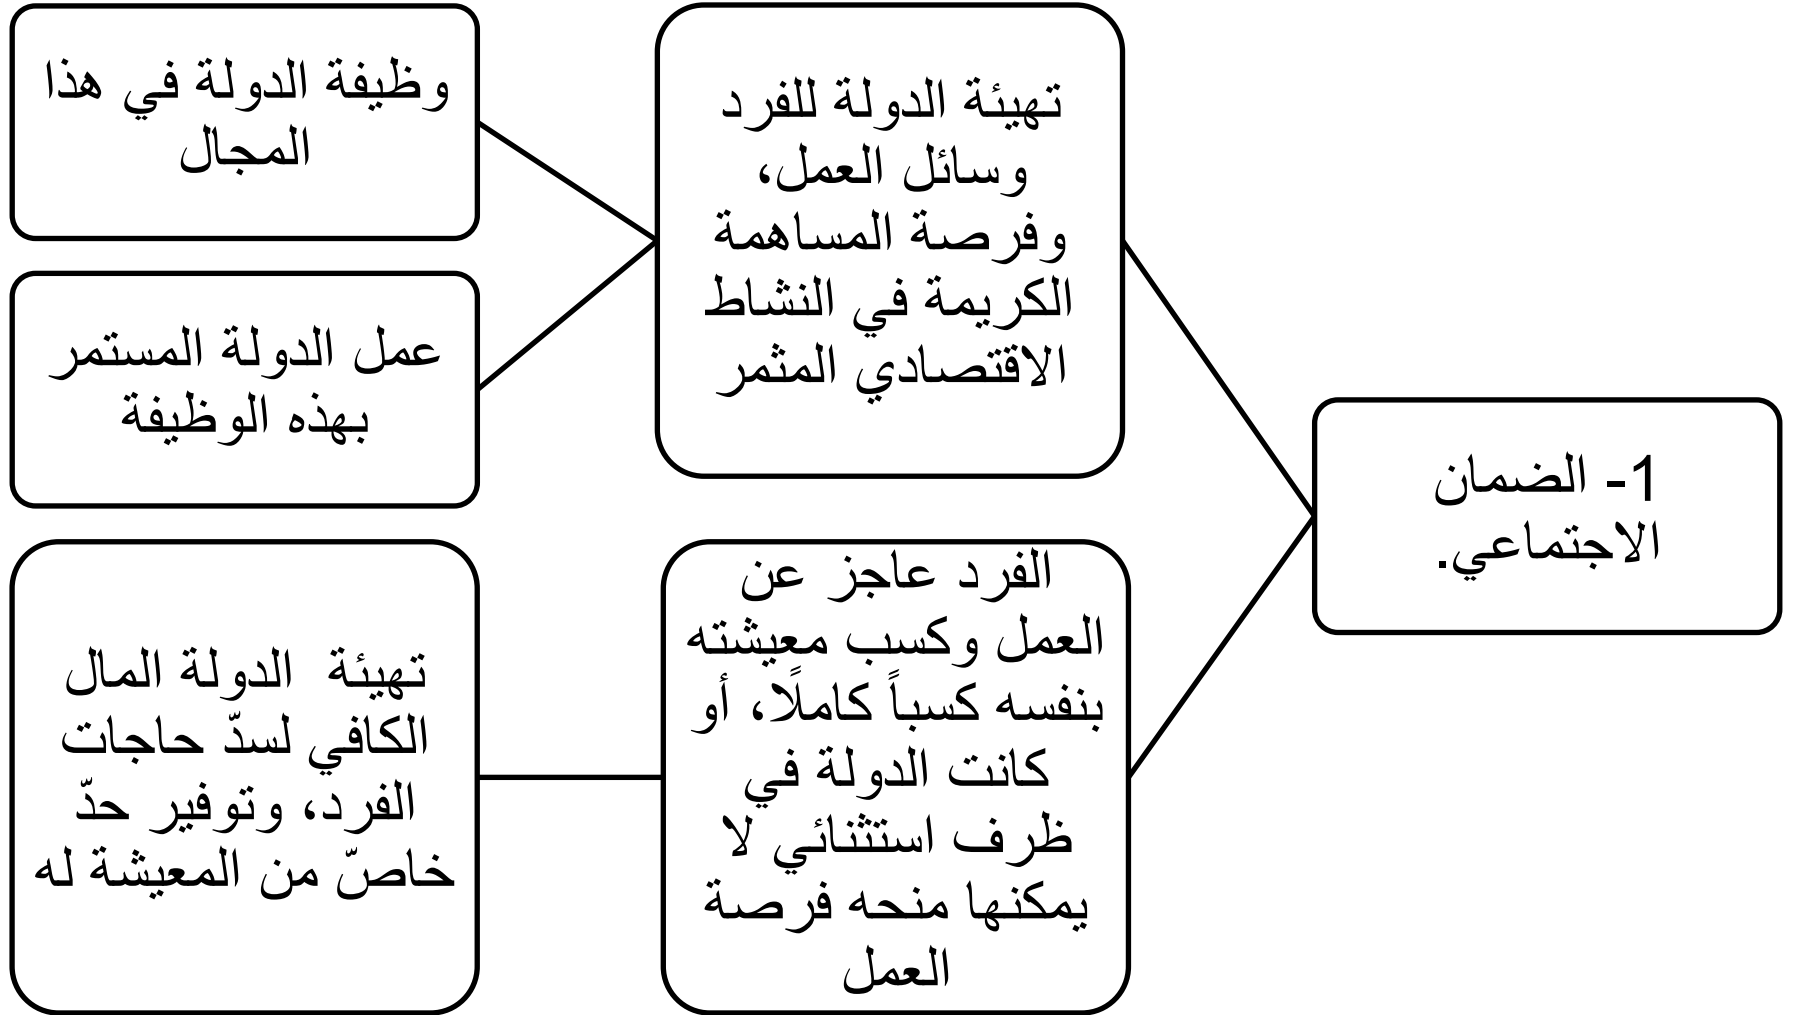 1- الضمان
الاجتماعي.
تهيئة الدولة للفرد
وسائل العمل،
وفرصة المساهمة
الكريمة في النشاط
الاقتصادي المثمر
وظيفة الدولة في هذا
المجال
عمل الدولة المستمر
بهذه الوظيفة
الفرد عاجز عن
العمل وكسب معيشته
بنفسه كسباً كاملًا، أو
كانت الدولة في
ظرف استثنائي لا
يمكنها منحه فرصة
العمل
تهيئة الدولة المال
الكافي لسدّ حاجات
الفرد، وتوفير حدّ
خاصّ من المعيشة له